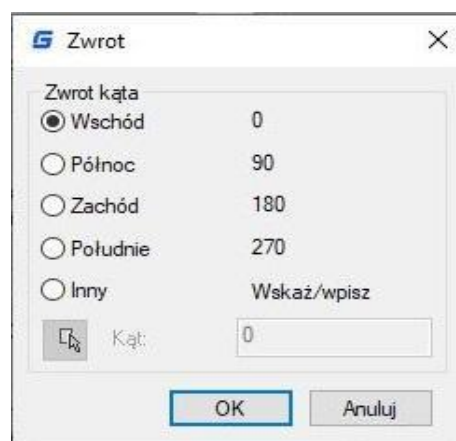 G Zwrot
Zwrot kąta
Wschód 0
Północ 90
Zachód 180
Południe 270
Inny Wskaż/wpisz
Kąt: 0
OK Anuluj